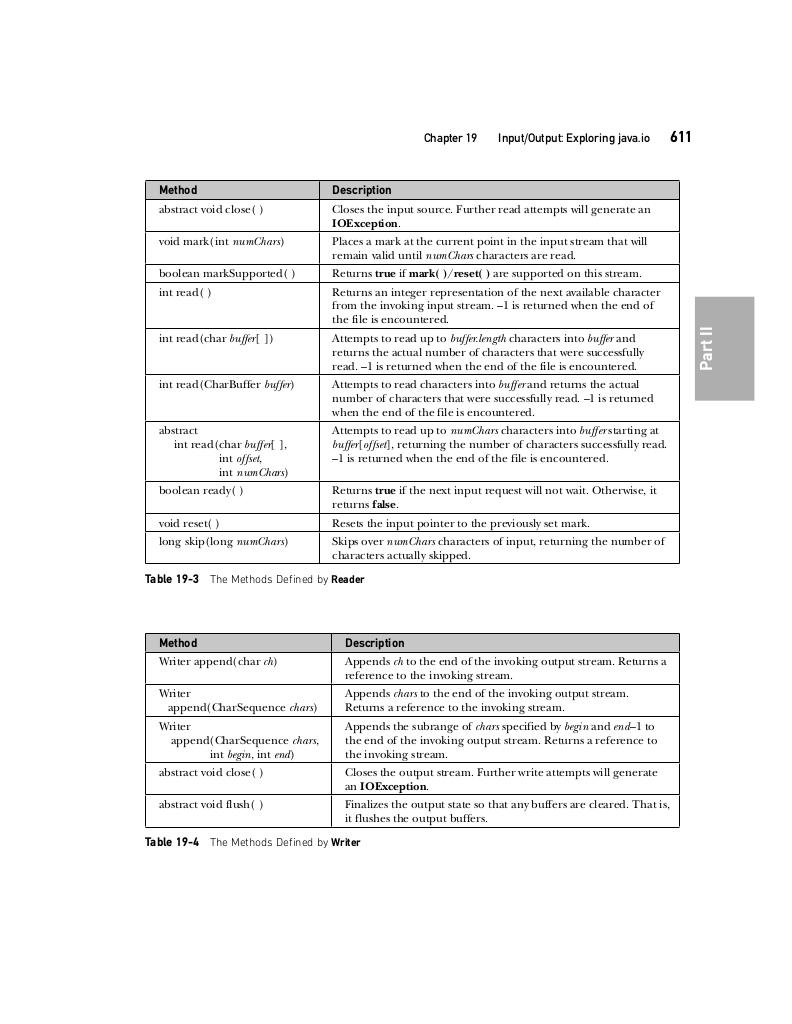 Chapter 19 Input/Output: Exploring java.io 611
Part II
Method Description
abstract void close( ) Closes the input source. Further read attempts will generate an
IOException.
void mark(int numChars) Places a mark at the current point in the input stream that will
remain valid until numChars characters are read.
boolean markSupported( ) Returns true if mark( )/reset( ) are supported on this stream.
int read( ) Returns an integer representation of the next available character
from the invoking input stream. –1 is returned when the end of
the file is encountered.
int read(char buffer[ ]) Attempts to read up to buffer.length characters into buffer and
returns the actual number of characters that were successfully
read. –1 is returned when the end of the file is encountered.
int read(CharBuffer buffer) Attempts to read characters into buffer and returns the actual
number of characters that were successfully read. –1 is returned
when the end of the file is encountered.
abstract Attempts to read up to numChars characters into buffer starting at
int read(char buffer[ ], buffer[offset], returning the number of characters successfully read.
int offset, –1 is returned when the end of the file is encountered.
int numChars)
boolean ready( ) Returns true if the next input request will not wait. Otherwise, it
returns false.
void reset( ) Resets the input pointer to the previously set mark.
long skip(long numChars) Skips over numChars characters of input, returning the number of
characters actually skipped.
Table 19-3 The Methods Defined by Reader
Method Description
Writer append(char ch) Appends ch to the end of the invoking output stream. Returns a
reference to the invoking stream.
Writer Appends chars to the end of the invoking output stream.
append(CharSequence chars) Returns a reference to the invoking stream.
Writer Appends the subrange of chars specified by begin and end–1 to
append(CharSequence chars, the end of the invoking output stream. Returns a reference to
int begin, int end) the invoking stream.
abstract void close( ) Closes the output stream. Further write attempts will generate
an IOException.
abstract void flush( ) Finalizes the output state so that any buffers are cleared. That is,
it flushes the output buffers.
Table 19-4 The Methods Defined by Writer